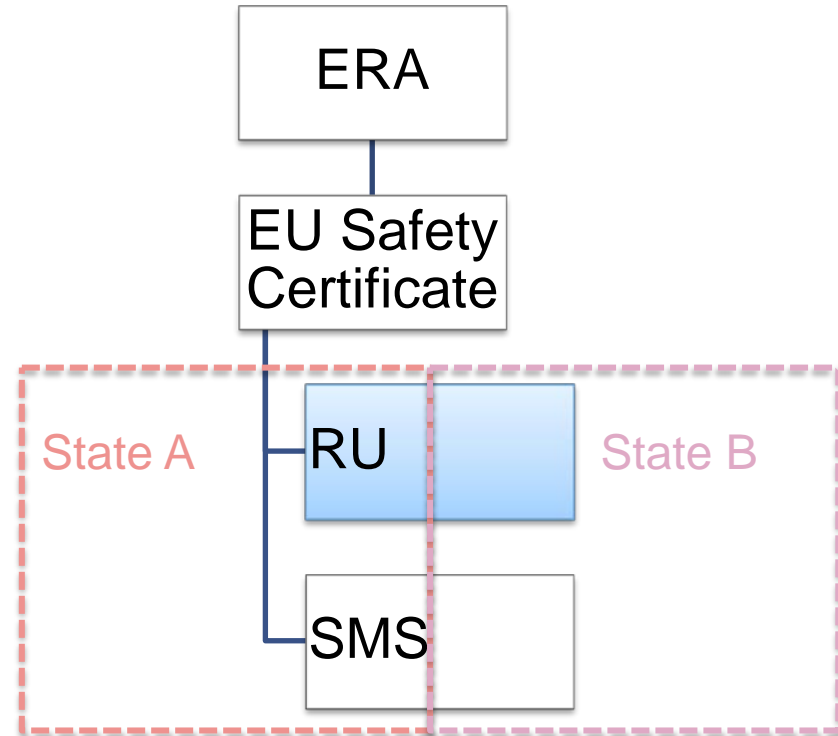 ERA
EU Safety
Certificate
State A
RU
State B
SMS